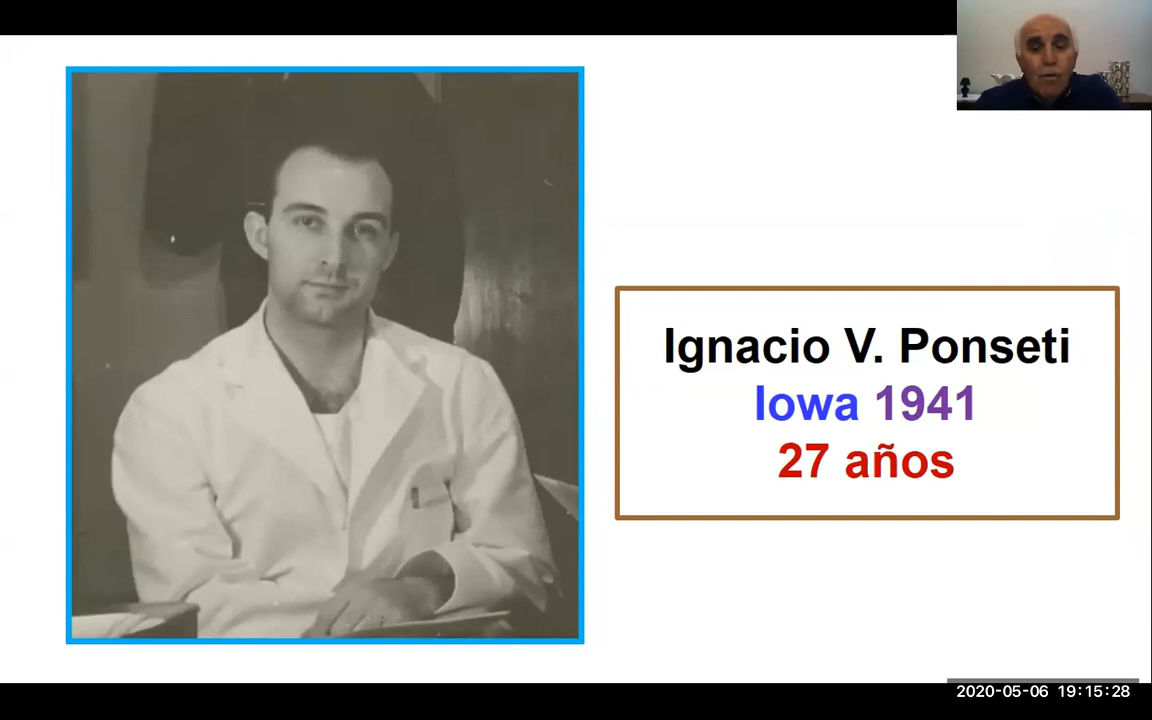 Ignacio V. Ponseti
Iowa 1941
27 años
2020-05-06 19:15:28